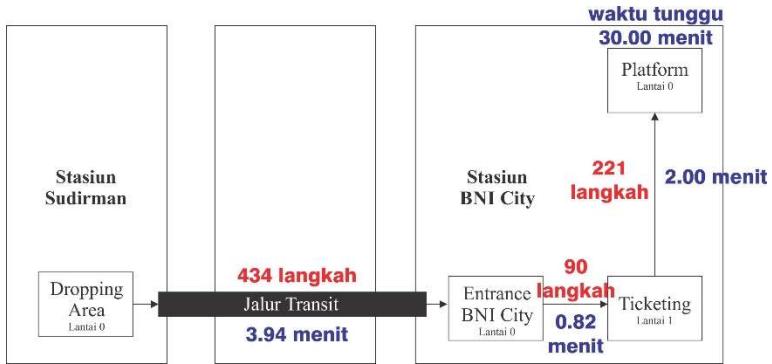 waktu tunggu
30.00 menit
Platform
Lantai 0
Stasiun
Sudirman
Stasiun
BNI City
221
langkah
2.00 menit
434 langkah
90
langkah
Dropping
Area
Lantai 0
Jalur Transit
Entrance
BNI City
Lantai 0
Ticketing
Lantai 1
3.94 menit
0.82
menit